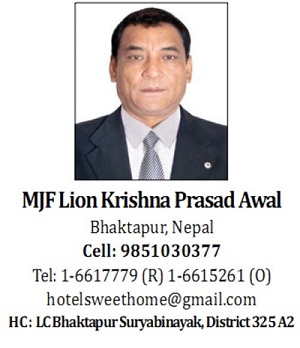 MJF Lion Krishna Prasad Awal
Bhaktapur, Nepal
Cell: 9851030377
Tel: 1-6617779 (R) 1-6615261 (O)
hotelsweethome@gmail.com
HC : LC Bhaktapur Suryabinayak, District 325 A2